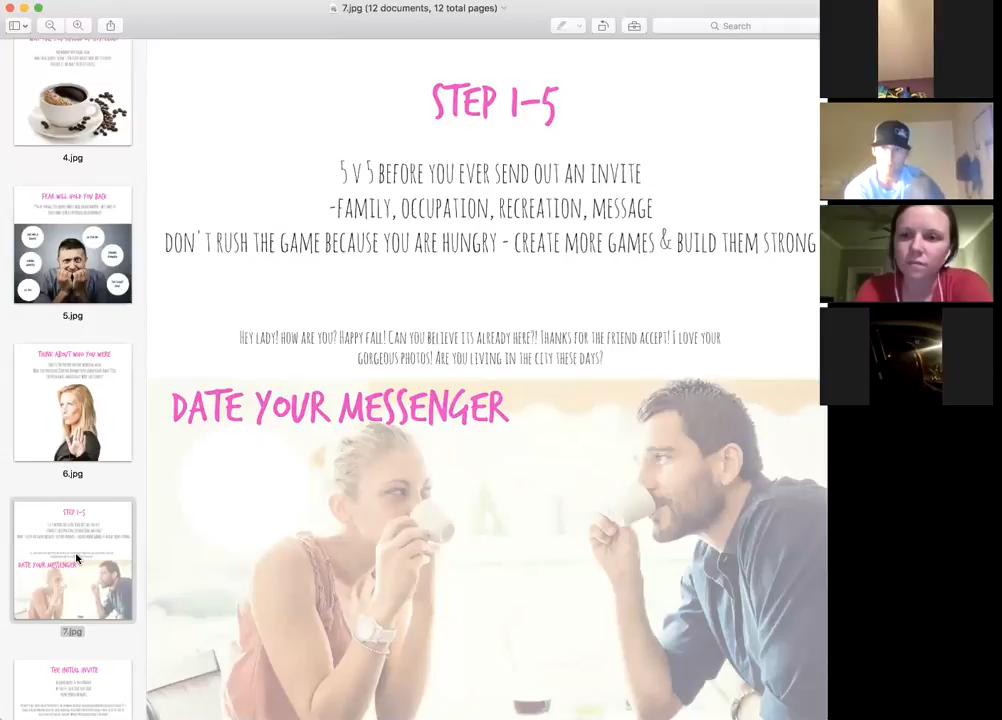 7.jpg (12 documents, 12 total pages)
Search
STEP 1-5
5 V 5 BEFORE YOU EVER SEND OUT AN INVITE
-FAMILY, OCCUPATION, RECREATION, MESSAGE
DON'T RUSH THE GAME BECAUSE YOU ARE HUNGRY - CREATE MORE GAMES & BUILD THEM STRONG
HEY LADY! HOW ARE YOU? HAPPY FALL! CAN YOU BELIEVE ITS ALREADY HERE?! THANKS FOR THE FRIEND ACCEPT! I LOVE YOUR
GORGEOUS PHOTOS! ARE YOU LIVING IN THE CITY THESE DAYS?
DATE YOUR MESSENGER
4.jpg
FEAR WILL HOLD YOU BACK
5.jpg
THINK ABOUT WHO YOU WERE
6.jpg
STEP 1-5
DATE YOUR MESSENGER
7.jpg
THE INITIAL INVITE